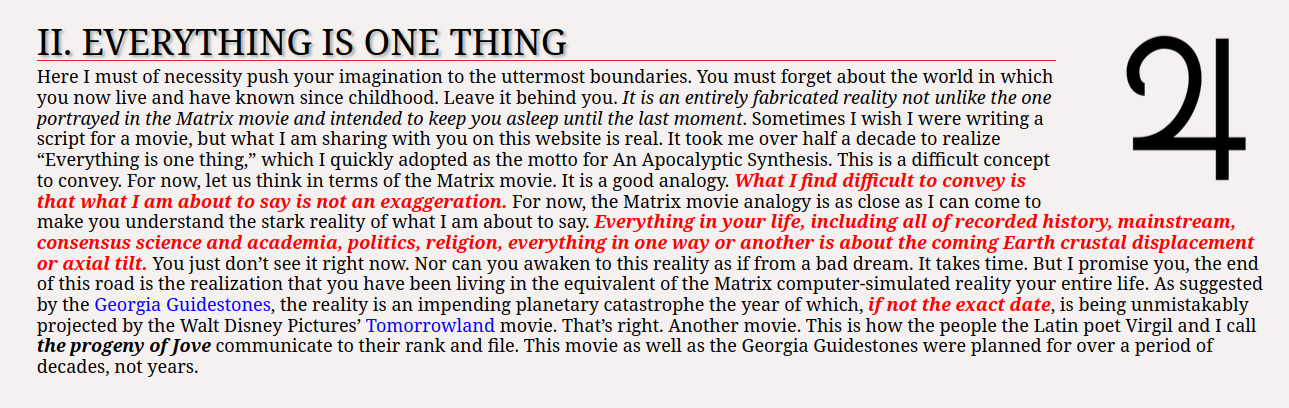 II. EVERYTHING IS ONE THING
Here I must of necessity push your imagination to the uttermost boundaries. You must forget about the world in which
you now live and have known since childhood. Leave it behind you. It is an entirely fabricated reality not unlike the one
portrayed in the Matrix movie and intended to keep you asleep until the last moment. Sometimes I wish I were writing a
script for a movie, but what I am sharing with you on this website is real. It took me over half a decade to realize
“Everything is one thing,” which I quickly adopted as the motto for An Apocalyptic Synthesis. This is a difficult concept
to convey. For now, let us think in terms of the Matrix movie. It is a good analogy. What I find difficult to convey is
that what I am about to say is not an exaggeration. For now, the Matrix movie analogy is as close as I can come to
make you understand the stark reality of what I am about to say. Everything in your life, including all of recorded history, mainstream,
consensus science and academia, politics, religion, everything in one way or another is about the coming Earth crustal displacement
or axial tilt. You just don’t see it right now. Nor can you awaken to this reality as if from a bad dream. It takes time. But I promise you, the end
of this road is the realization that you have been living in the equivalent of the Matrix computer-simulated reality your entire life. As suggested
by the Georgia Guidestones, the reality is an impending planetary catastrophe the year of which, if not the exact date, is being unmistakably
projected by the Walt Disney Pictures’ Tomorrowland movie. That’s right. Another movie. This is how the people the Latin poet Virgil and I call
the progeny of Jove communicate to their rank and file. This movie as well as the Georgia Guidestones were planned for over a period of
decades, not years.